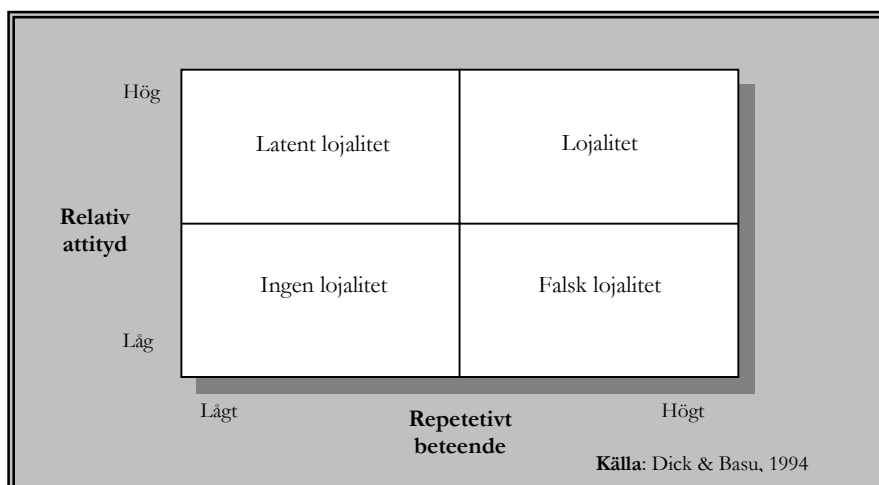 Hög
Latent lojalitet
Lojalitet
Relativ
attityd
Ingen lojalitet
Falsk lojalitet
Låg
Lågt
Repetetivt
beteende
Högt
Källa: Dick & Basu, 1994